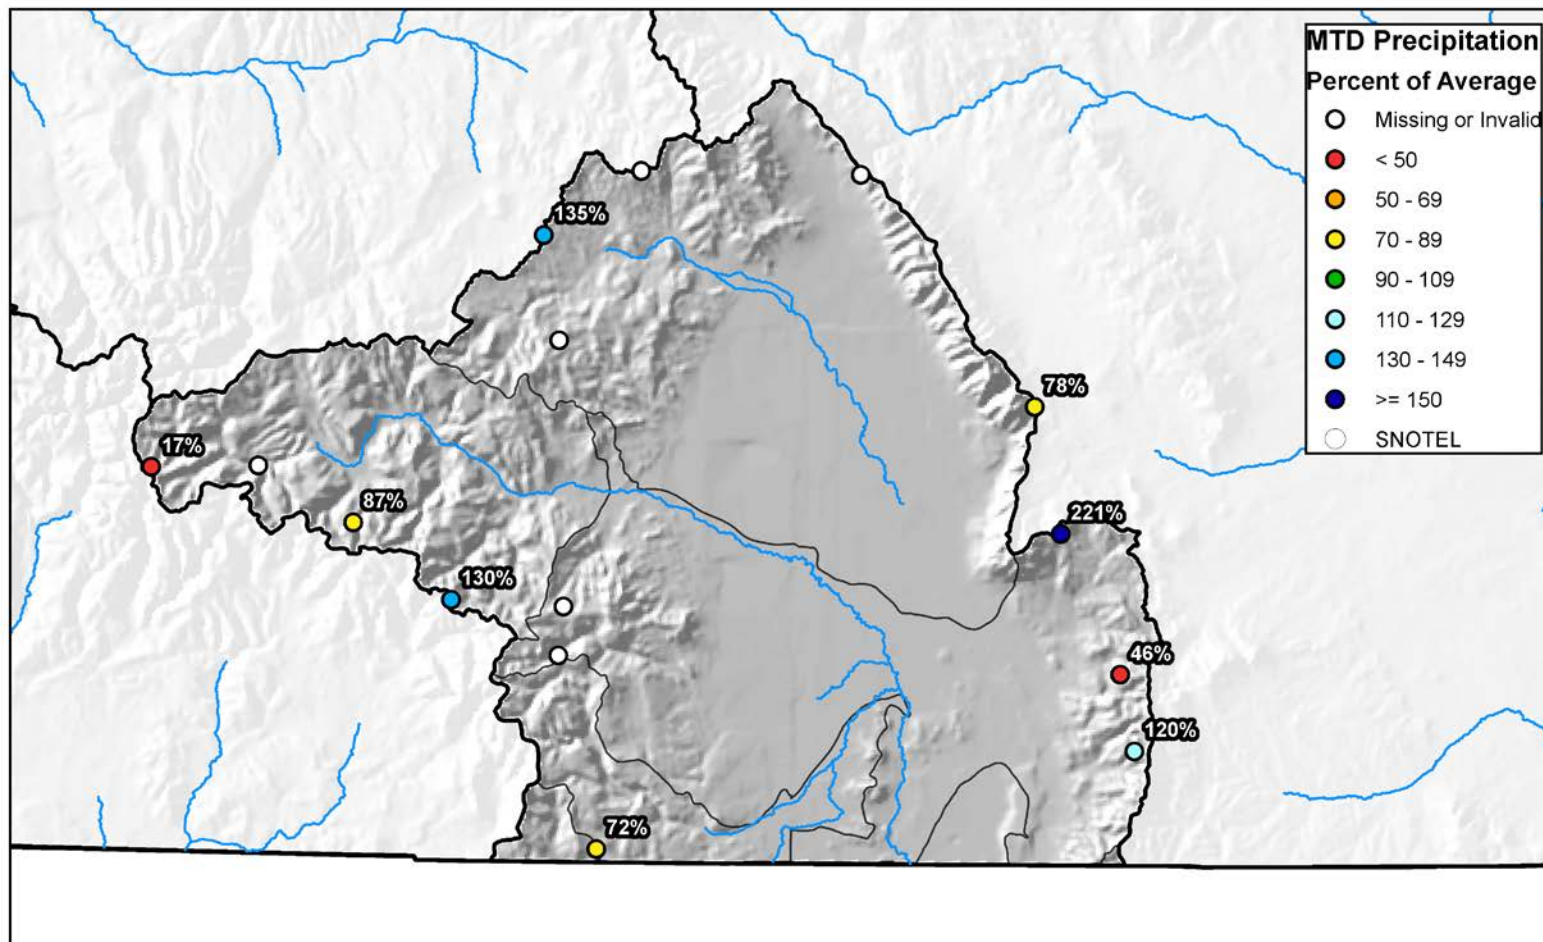 MTD Precipitation
Percent of Average
Missing or Invalid
< 50
50 - 69
70 - 89
90 - 109
110 - 129
130 - 149
>= 150
SNOTEL
135%
78%
17%
87%
221%
130%
46%
120%
72%